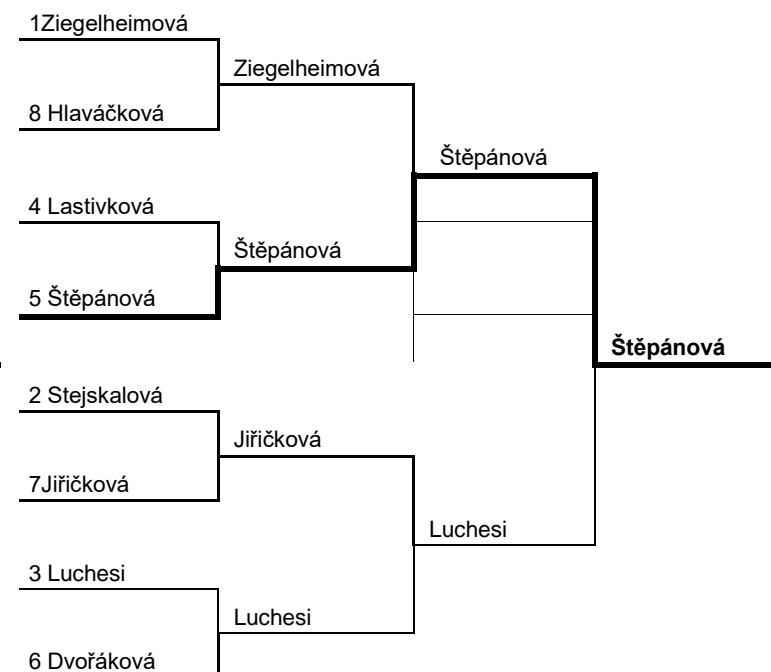 1Ziegelheimová
Ziegelheimová
8 Hlaváčková
Štěpánová
4 Lastivková
Štěpánová
5 Štěpánová
Štěpánová
2 Stejskalová
Jiřičková
7Jiřičková
Luchesi
3 Luchesi
Luchesi
6 Dvořáková